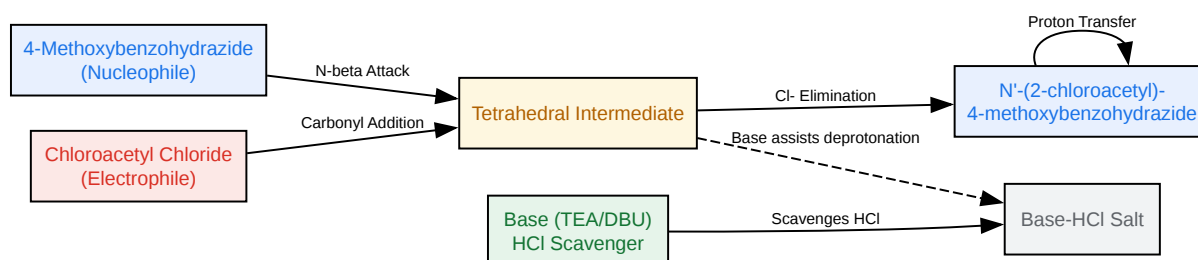 Proton Transfer
4-Methoxybenzohydrazide
(Nucleophile)
N-beta Attack
Cl- Elimination
N'-(2-chloroacetyl)-
4-methoxybenzohydrazide
Tetrahedral Intermediate
Carbonyl Addition
Base assists deprotonation
Chloroacetyl Chloride
(Electrophile)
Base (TEA/DBU)
HCl Scavenger
Scavenges HCl
Base-HCl Salt